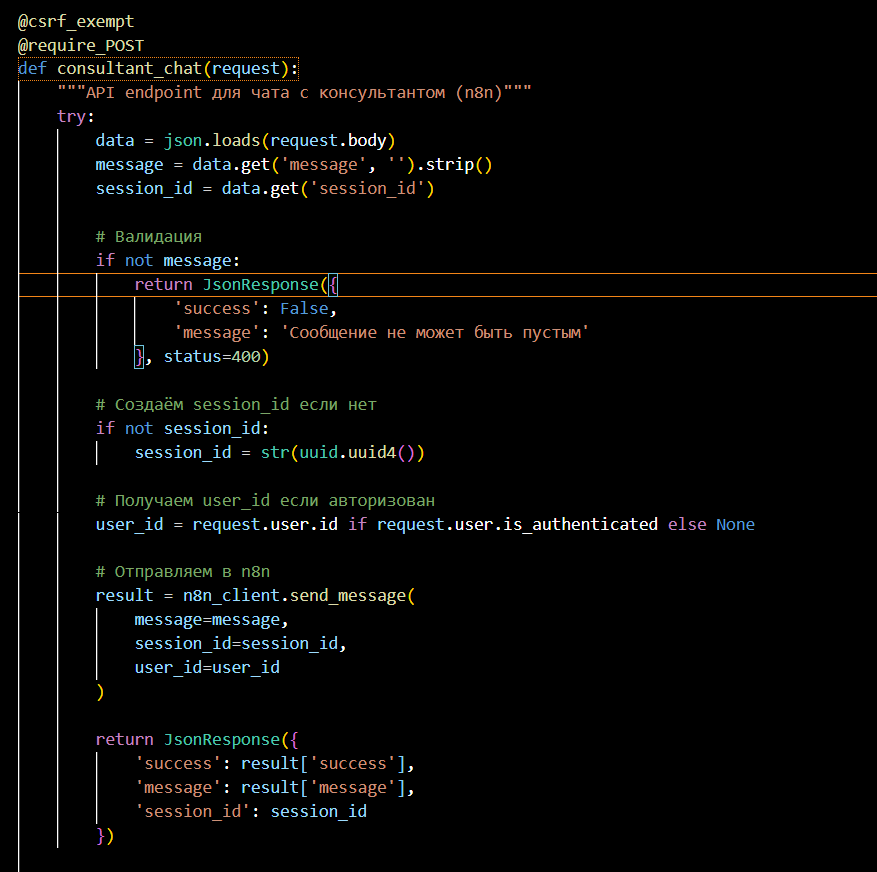 @csrf_exempt
@require_POST
def consultant_chat(request):
    """API endpoint для чата с консультантом (n8n)"""
    try:
        data = json.loads(request.body)
        message = data.get('message', '').strip()
        session_id = data.get('session_id')

        # Валидация
        if not message:
            return JsonResponse({
                'success': False,
                'message': 'Сообщение не может быть пустым'
            }, status=400)

        # Создаём session_id если нет
        if not session_id:
            session_id = str(uuid.uuid4())

        # Получаем user_id если авторизован
        user_id = request.user.id if request.user.is_authenticated else None

        # Отправляем в n8n
        result = n8n_client.send_message(
            message=message,
            session_id=session_id,
            user_id=user_id
        )

        return JsonResponse({
            'success': result['success'],
            'message': result['message'],
            'session_id': session_id
        })